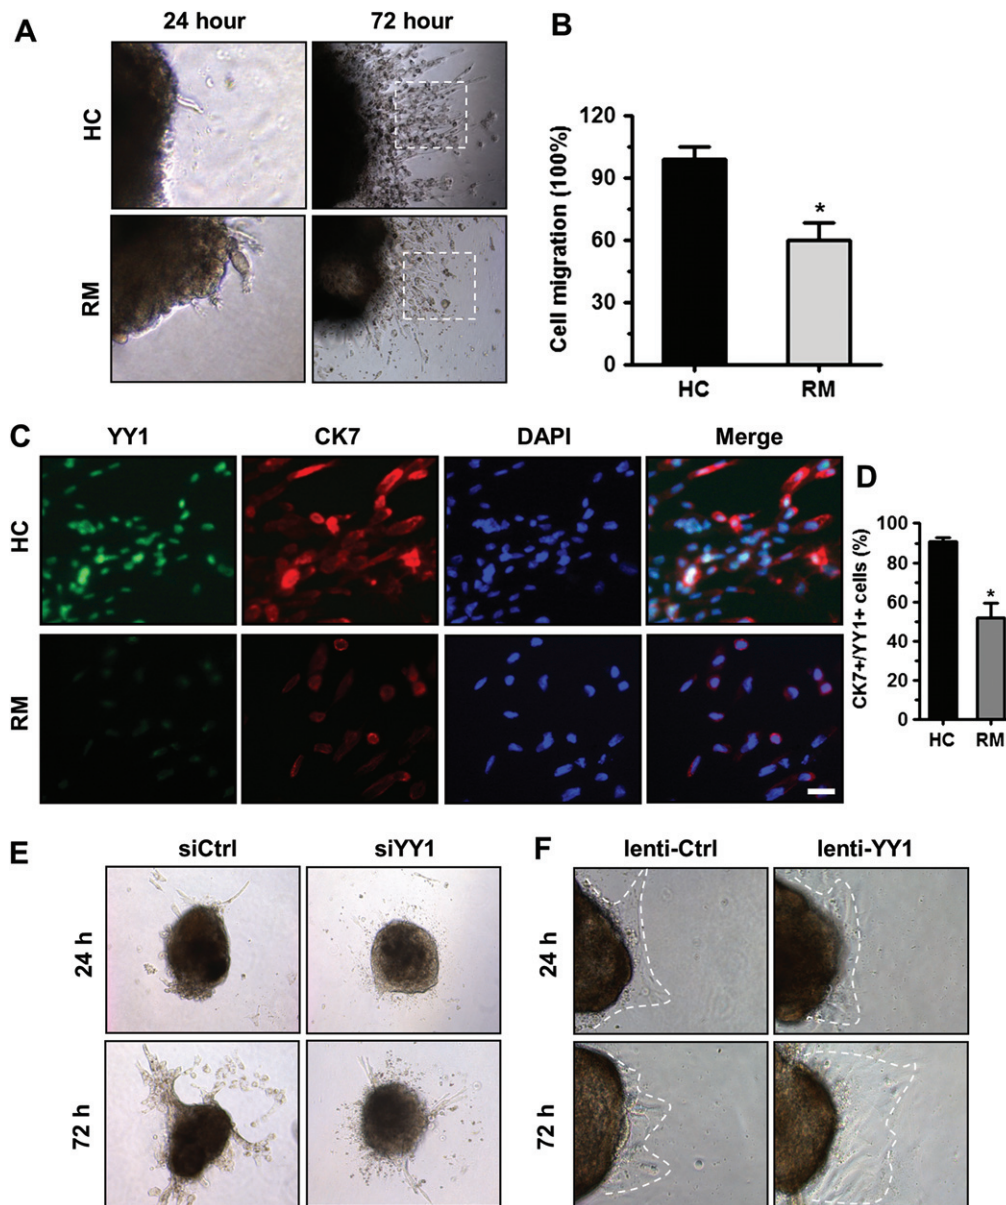 A
24 hour 72 hour
HC
RM
B
Cell migration (100%)
120
90
60
30
0
*
HC RM
C
YY1 CK7 DAPI Merge
HC
RM
D
CK7+/YY1+ cells (%)
100
80
60
40
20
0
*
HC RM
E
siCtrl siYY1
24 h
72 h
F
lenti-Ctrl lenti-YY1
24 h
72 h